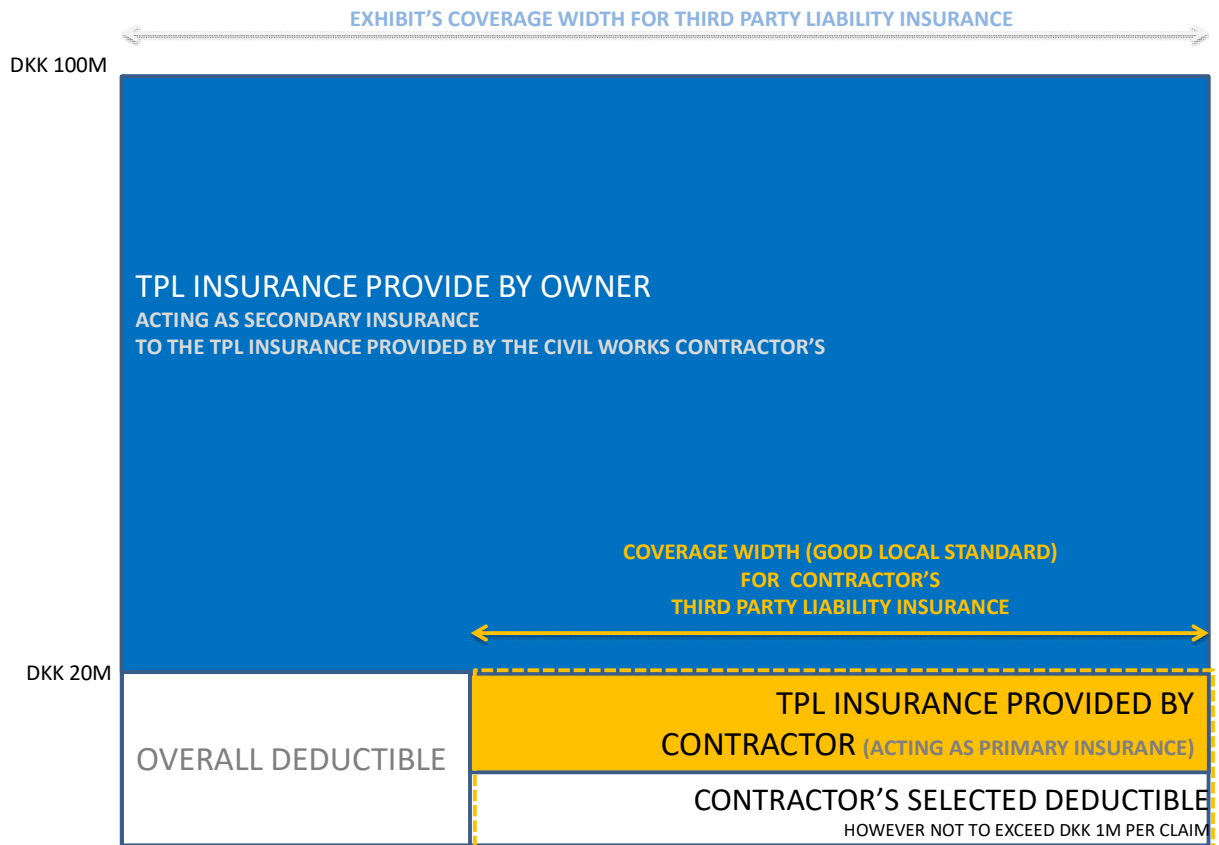 EXHIBIT'S COVERAGE WIDTH FOR THIRD PARTY LIABILITY INSURANCE
DKK 100M
TPL INSURANCE PROVIDE BY OWNER
ACTING AS SECONDARY INSURANCE
TO THE TPL INSURANCE PROVIDED BY THE CIVIL WORKS CONTRACTOR'S
COVERAGE WIDTH (GOOD LOCAL STANDARD)
FOR CONTRACTOR'S
THIRD PARTY LIABILITY INSURANCE
DKK 20M
OVERALL DEDUCTIBLE
TPL INSURANCE PROVIDED BY
CONTRACTOR (ACTING AS PRIMARY INSURANCE)
CONTRACTOR'S SELECTED DEDUCTIBLE
HOWEVER NOT TO EXCEED DKK 1M PER CLAIM